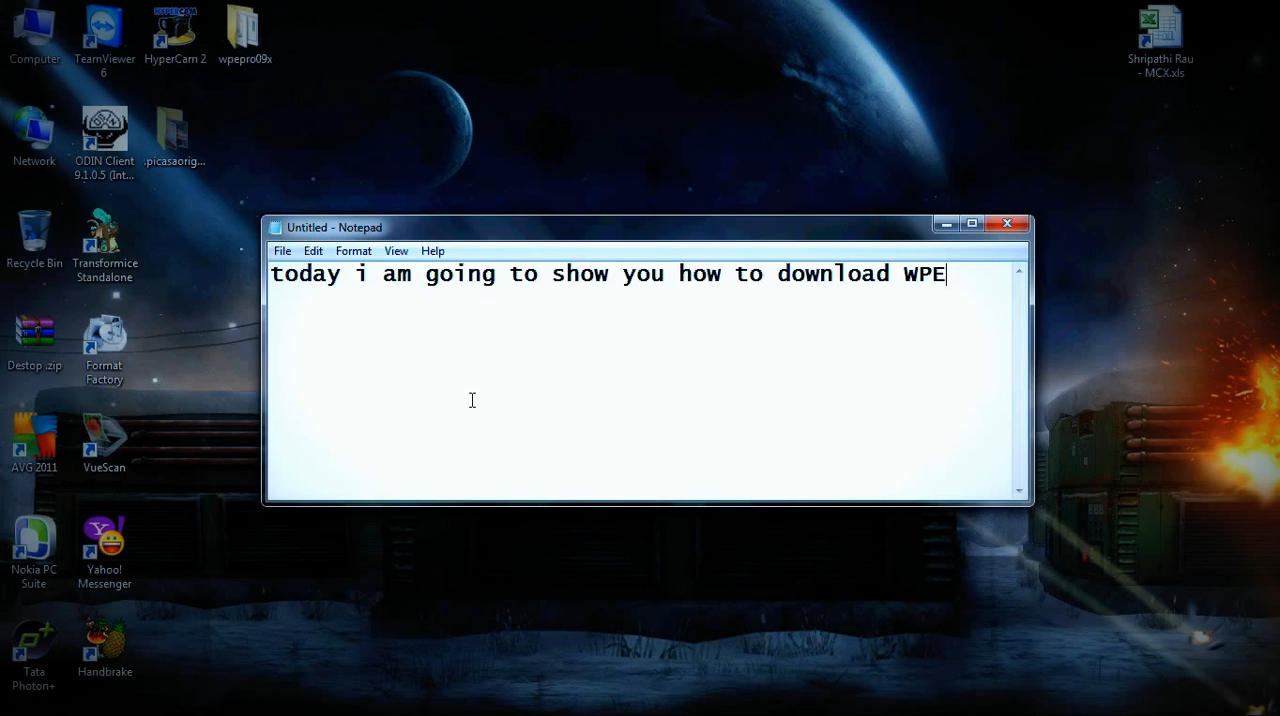 Computer
TeamViewer
6
HYPERCAM
HyperCam 2
wpepro09x
Shripathi Rau
- MCX.xls
Network
ODIN Client
9.1.0.5 (Int...
.picasaorig...
Recycle Bin
Transformice
Standalone
Untitled - Notepad
File Edit Format View Help
today i am going to show you how to download WPE
Destop .zip
Format
Factory
AVG 2011
VueScan
Nokia PC
Suite
Yahoo!
Messenger
Tata
Photon+
Handbrake